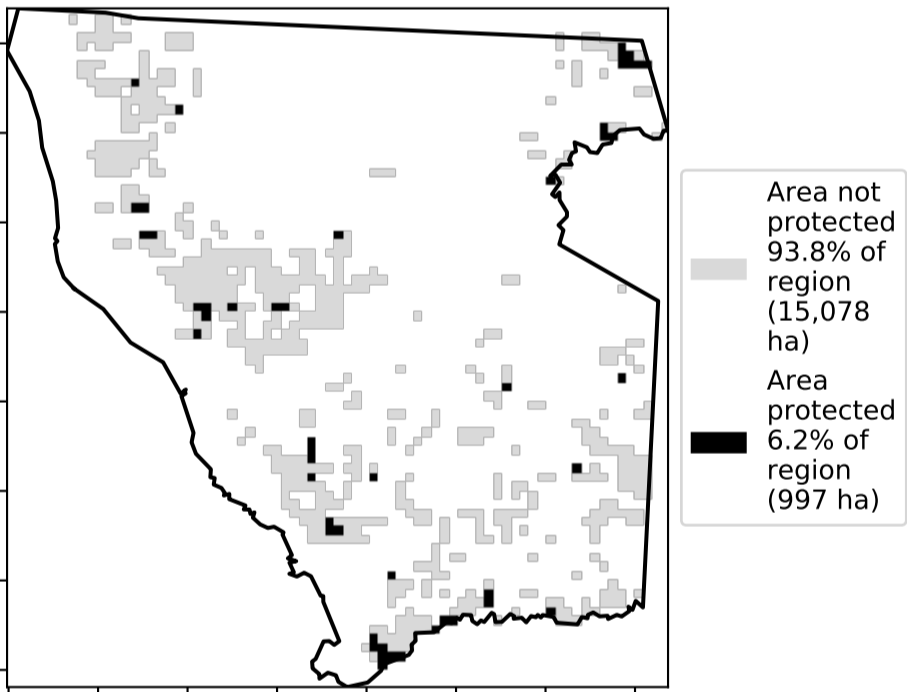 Area not
protected
93.8% of
region
(15,078
ha)
Area
protected
6.2% of
region
(997 ha)